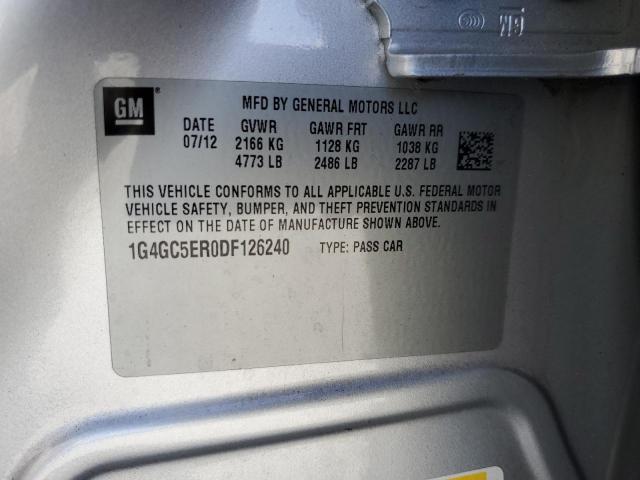 GM
MFD BY GENERAL MOTORS LLC
DATE GVWR GAWR FRT GAWR RR
07/12 2166 KG 1128 KG 1038 KG
4773 LB 2486 LB 2287 LB
THIS VEHICLE CONFORMS TO ALL APPLICABLE U.S. FEDERAL MOTOR
VEHICLE SAFETY, BUMPER, AND THEFT PREVENTION STANDARDS IN
EFFECT ON THE DATE OF MANUFACTURE SHOWN ABOVE.
1G4GC5ER0DF126240 TYPE: PASS CAR